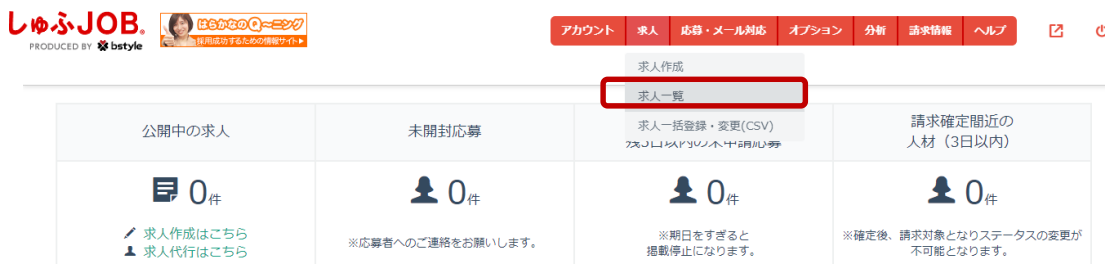 しゅふJOB.
PRODUCED BY bstyle
はらかなのQ〜ニング
採用成功するための情報サイト▶
アカウント 求人 応募・メール対応 オプション 分析 請求情報 ヘルプ
求人作成
求人一覧
求人一括登録・変更(CSV)
公開中の求人
未開封応募
残3日以内の未申請応募
請求確定間近の
人材（3日以内）
0件
求人作成はこちら
求人代行はこちら
0件
※応募者へのご連絡をお願いします。
0件
※期日をすぎると
掲載停止になります。
0件
※確定後、請求対象となりステータスの変更が
不可能となります。